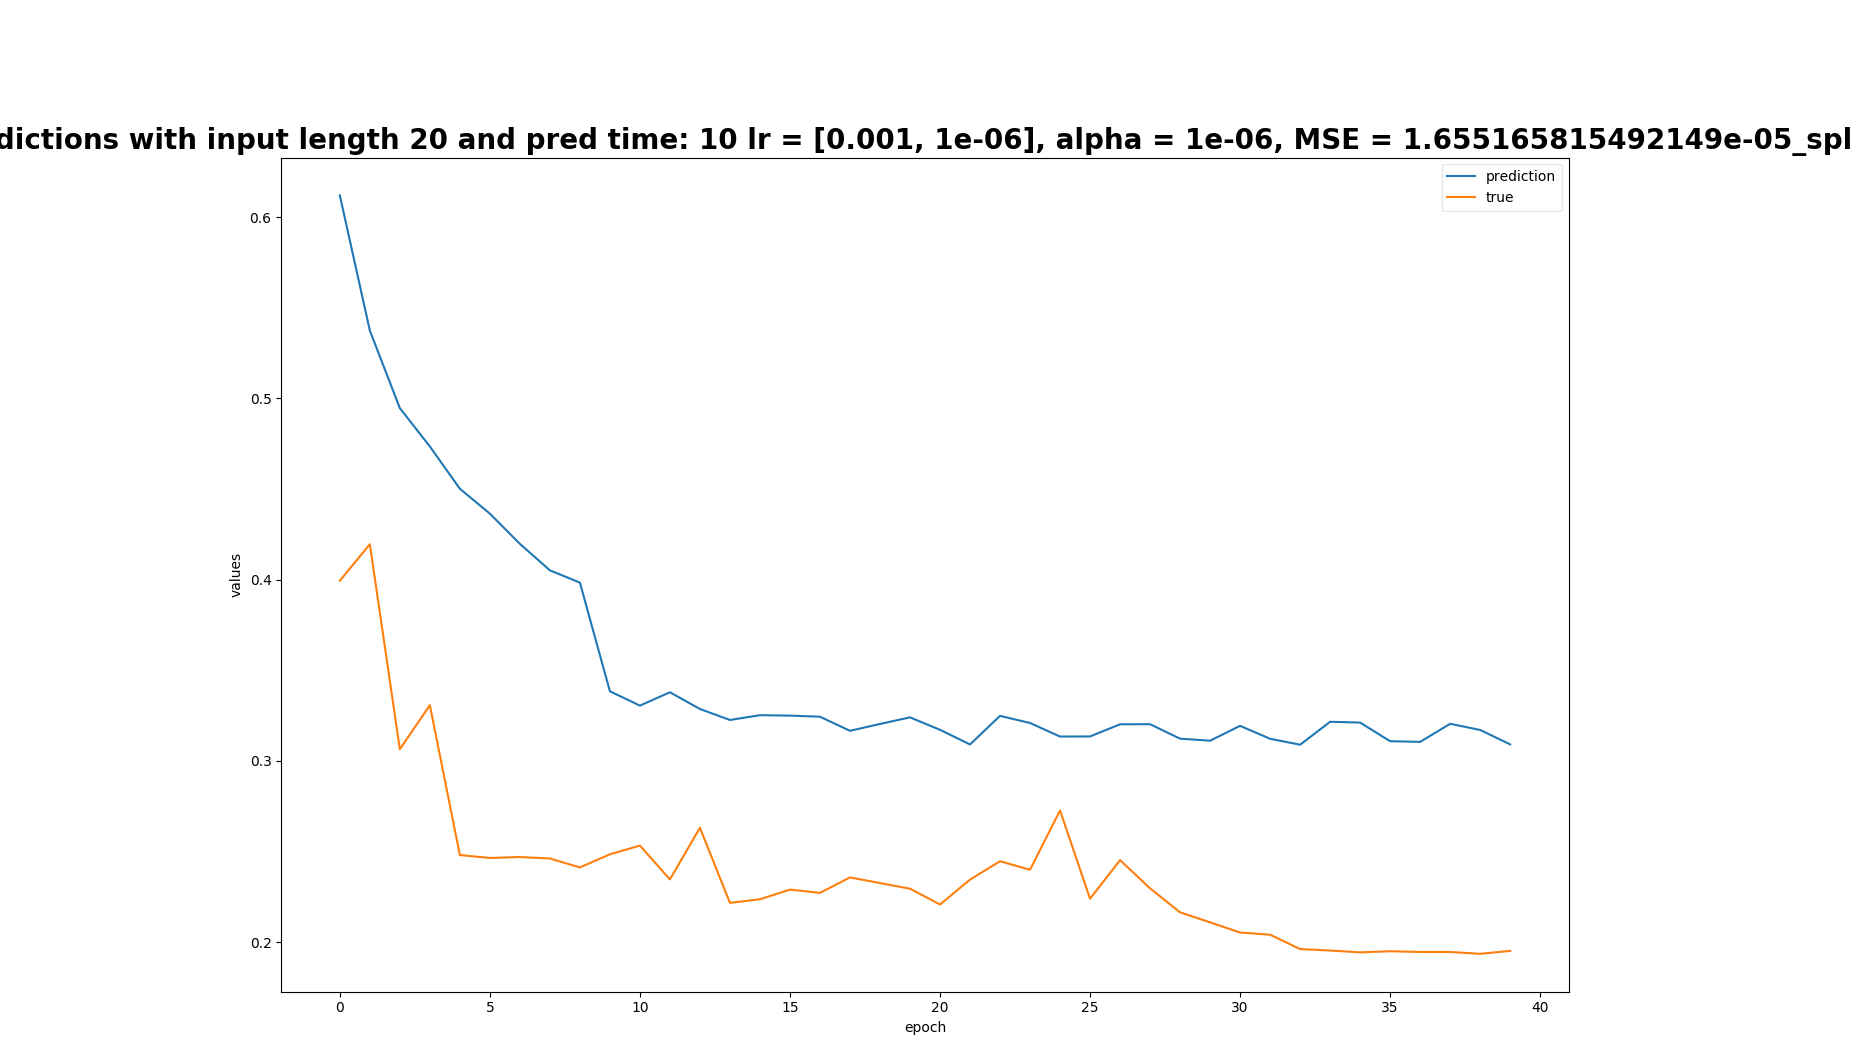 dictions with input length 20 and pred time: 10 lr = [0.001, 1e-06], alpha = 1e-06, MSE = 1.655165815492149e-05_spl
prediction
true
0.6
0.5
0.4
0.3
0.2
values
0 5 10 15 20 25 30 35 40
epoch